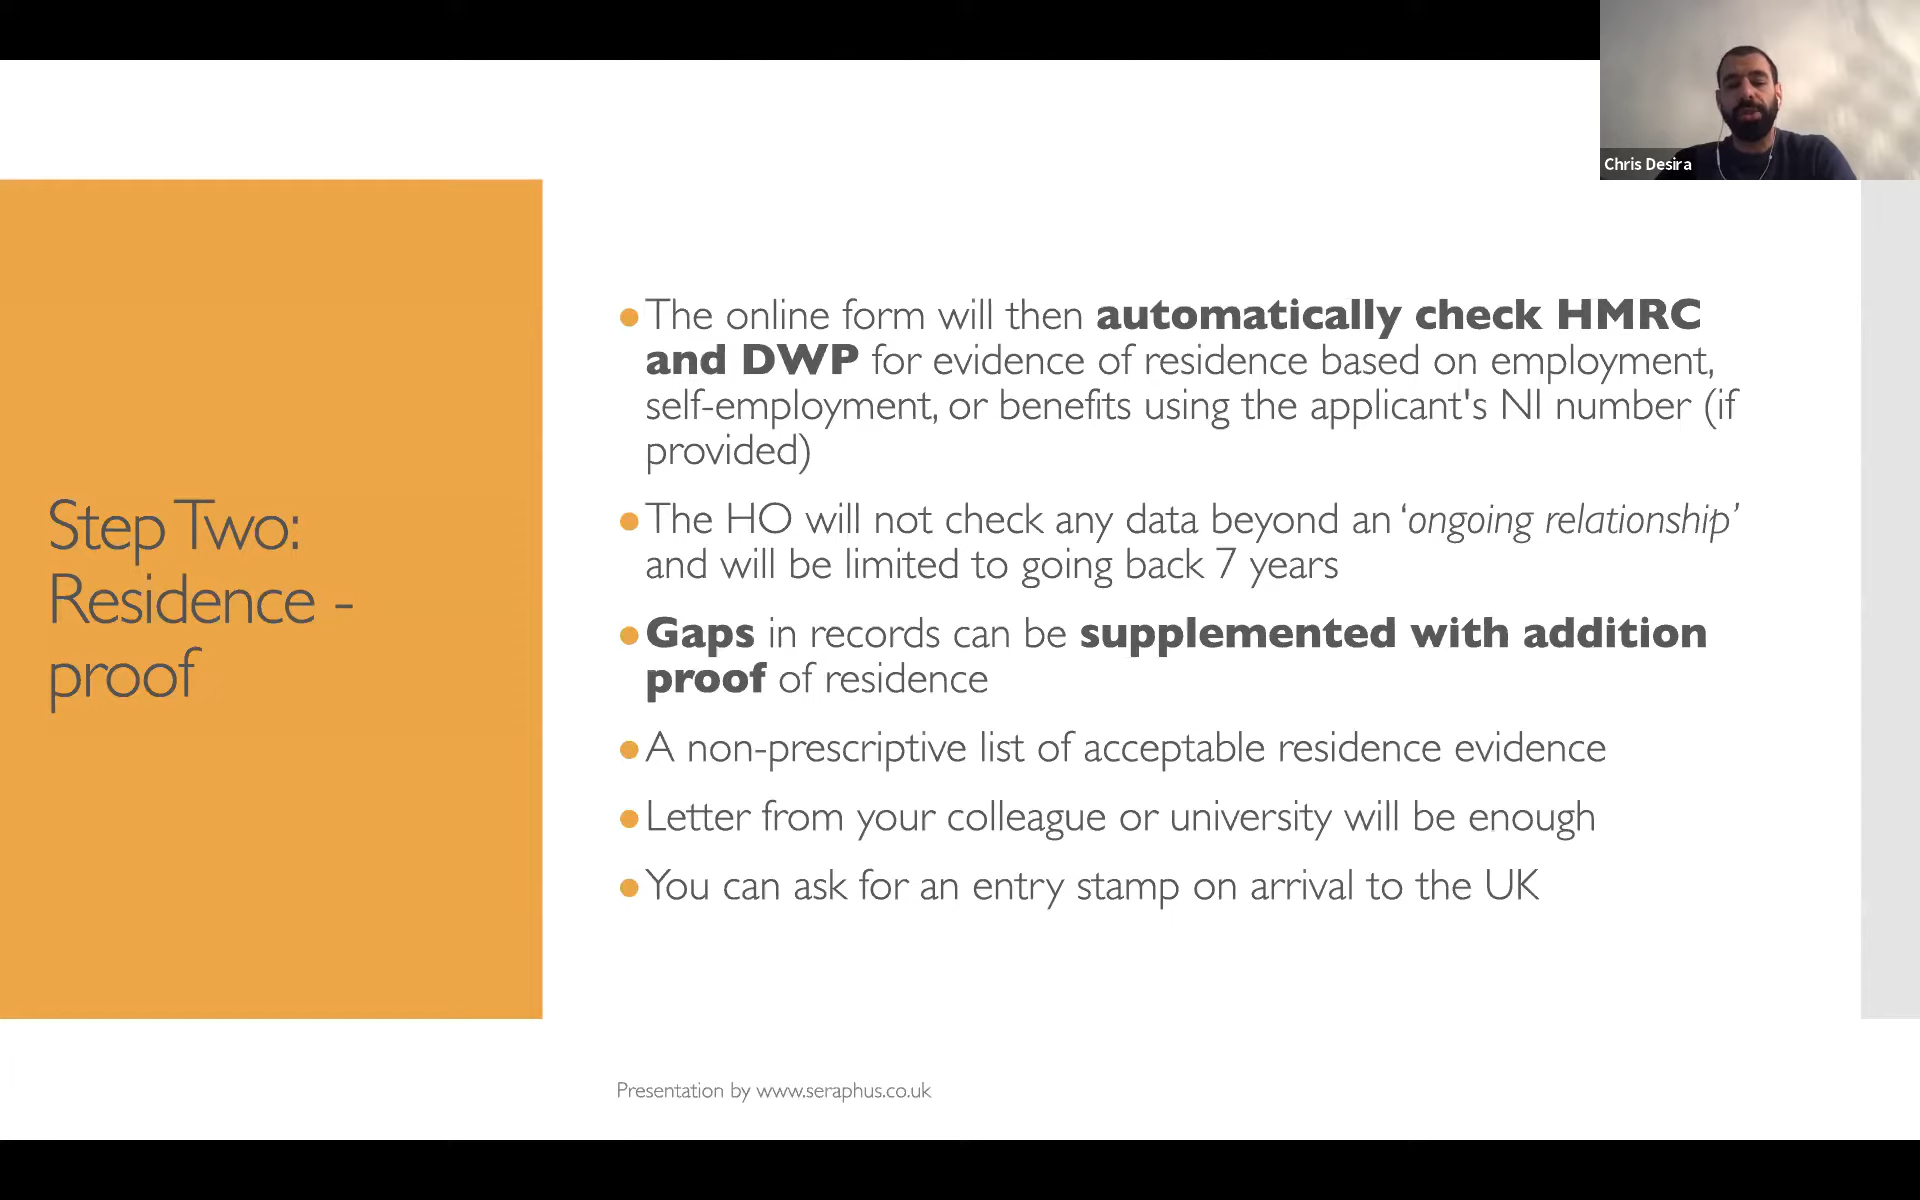 Chris Desira
Step Two:
Residence -
proof
●The online form will then automatically check HMRC
and DWP for evidence of residence based on employment,
self-employment, or benefits using the applicant's NI number (if
provided)
●The HO will not check any data beyond an ‘ongoing relationship’
and will be limited to going back 7 years
●Gaps in records can be supplemented with addition
proof of residence
●A non-prescriptive list of acceptable residence evidence
●Letter from your colleague or university will be enough
●You can ask for an entry stamp on arrival to the UK
Presentation by www.seraphus.co.uk